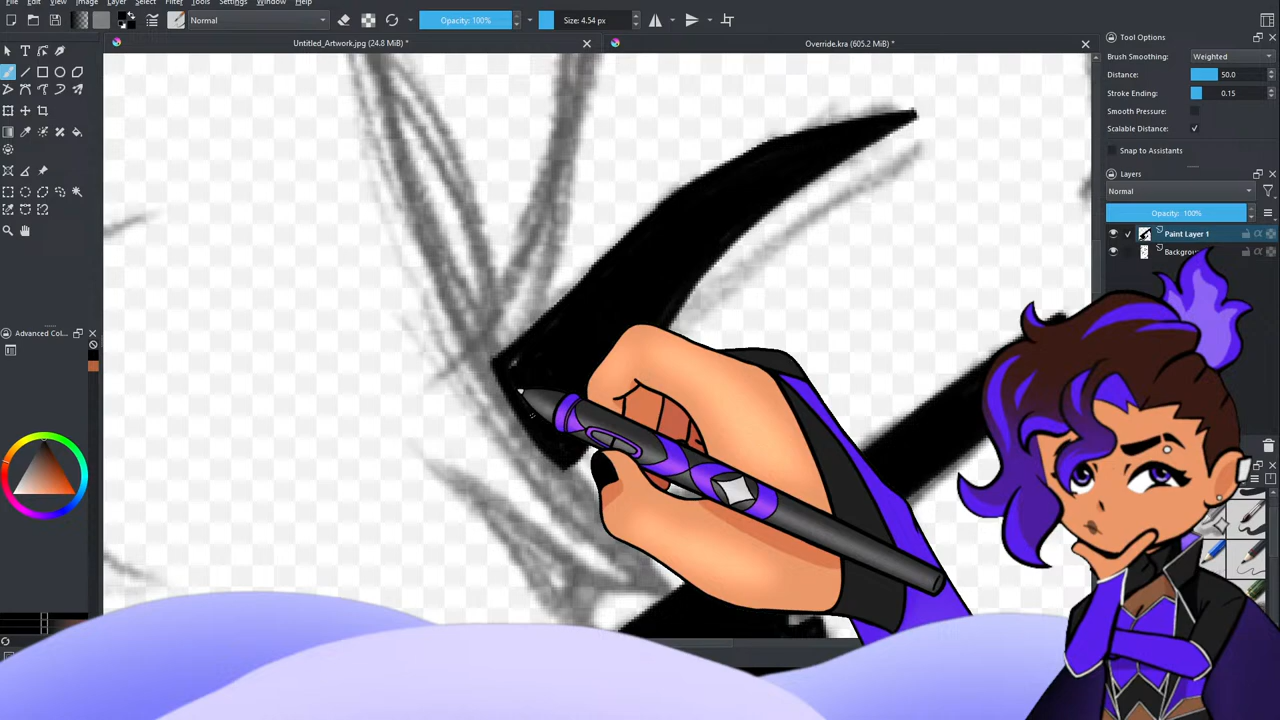 File Edit View Image Layer Select Filter Tools Settings Window Help
Normal
Opacity: 100%
Size: 4.54 px
Untitled_Artwork.jpg (24.8 MiB) *
Override.kra (605.2 MiB) *
Tool Options
Brush Smoothing: Weighted
Distance: 50.0
Stroke Ending: 0.15
Smooth Pressure:
Scalable Distance:
Snap to Assistants
Layers
Normal
Opacity: 100%
Paint Layer 1
Backgrou
Advanced Col...